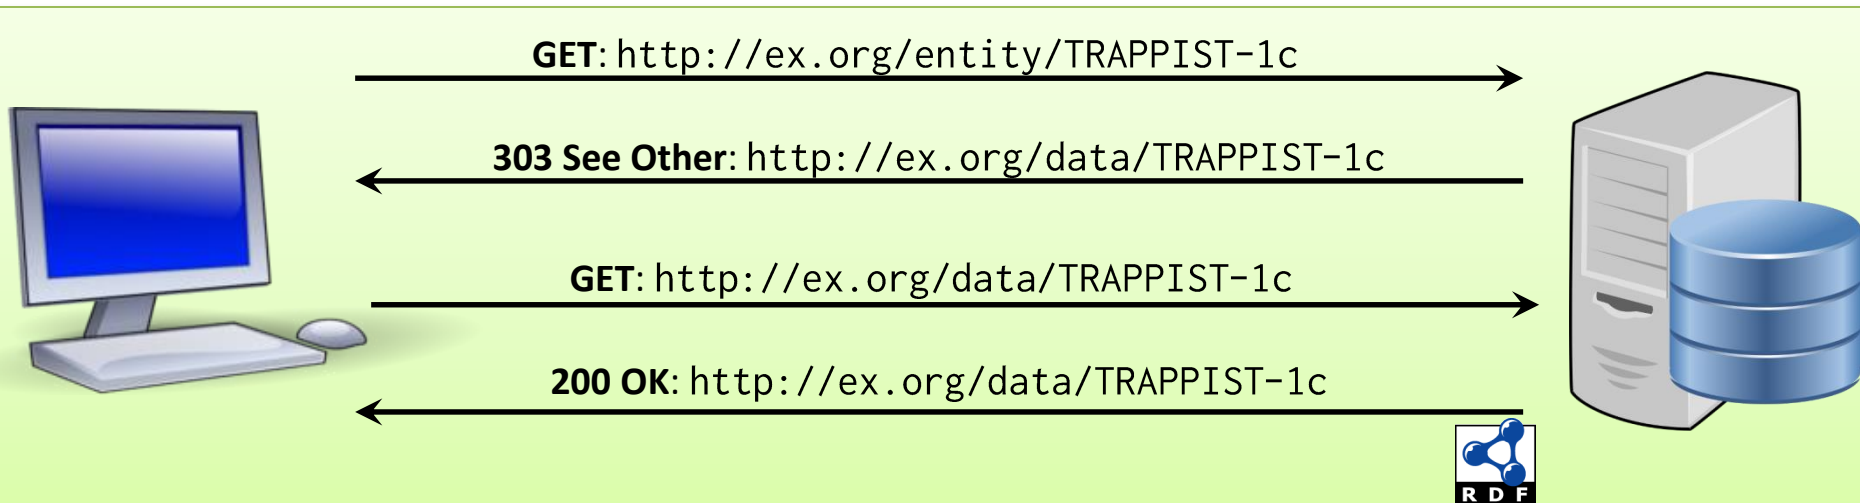 GET: http://ex.org/entity/TRAPPIST-1c
303 See Other: http://ex.org/data/TRAPPIST-1c
GET: http://ex.org/data/TRAPPIST-1c
200 OK: http://ex.org/data/TRAPPIST-1c
RDF